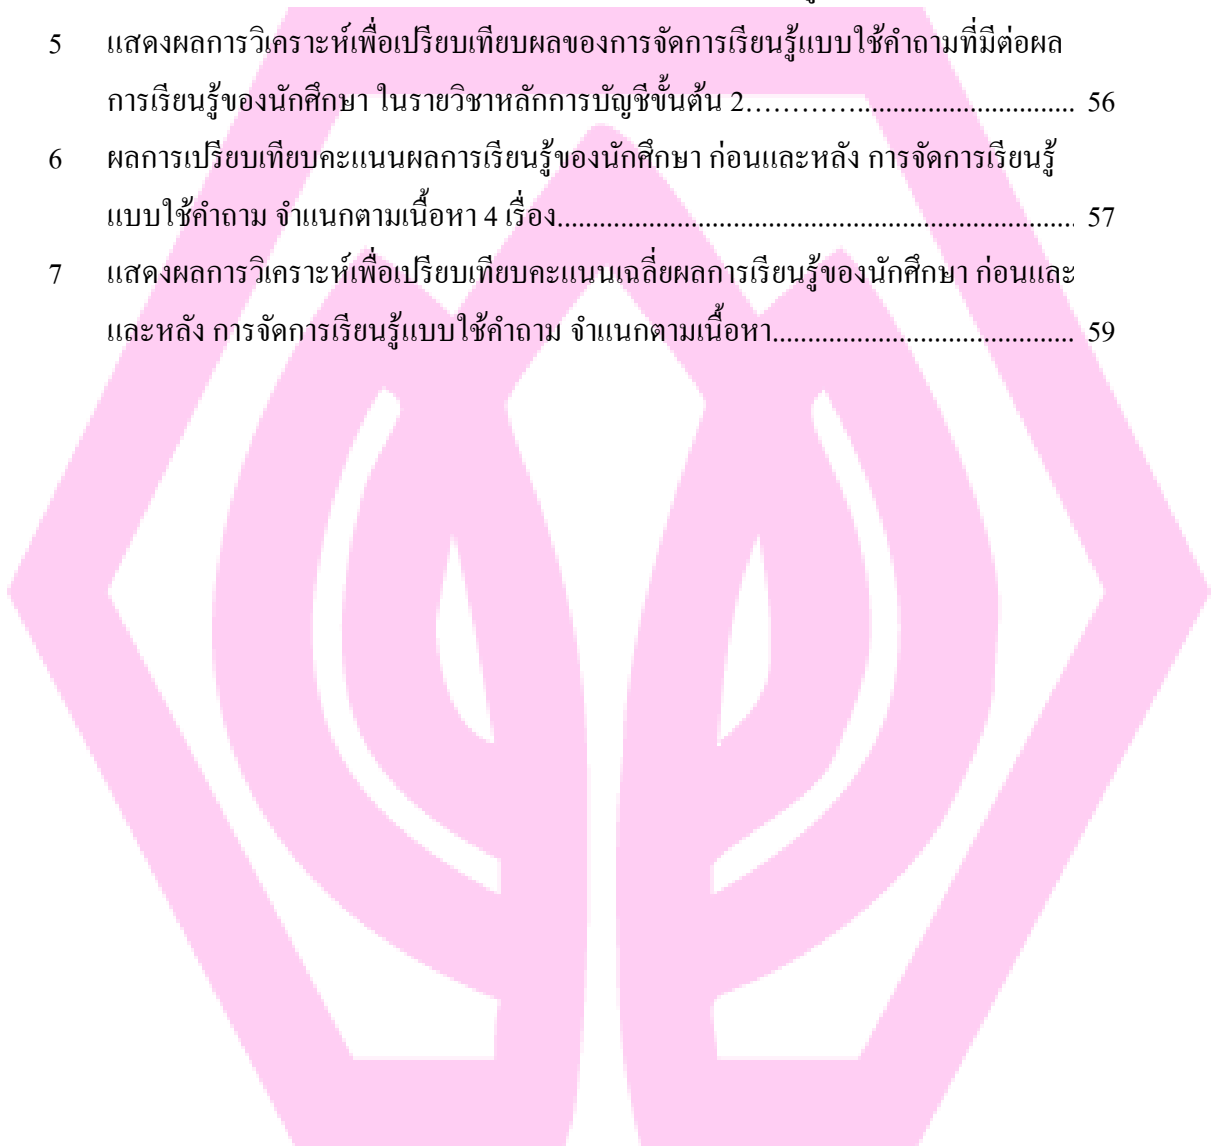 5 แสดงผลการวิเคราะห์เพื่อเปรียบเทียบผลของการจัดการเรียนรู้แบบใช้คำถามที่มีต่อผล
การเรียนรู้ของนักศึกษา ในรายวิชาหลักการบัญชีขั้นต้น 2………….............................. 56
6 ผลการเปรียบเทียบคะแนนผลการเรียนรู้ของนักศึกษา ก่อนและหลัง การจัดการเรียนรู้
แบบใช้คำถาม จำแนกตามเนื้อหา 4 เรื่อง....................................................................... 57
7 แสดงผลการวิเคราะห์เพื่อเปรียบเทียบคะแนนเฉลี่ยผลการเรียนรู้ของนักศึกษา ก่อนและ
และหลัง การจัดการเรียนรู้แบบใช้คำถาม จำแนกตามเนื้อหา.......................................... 59